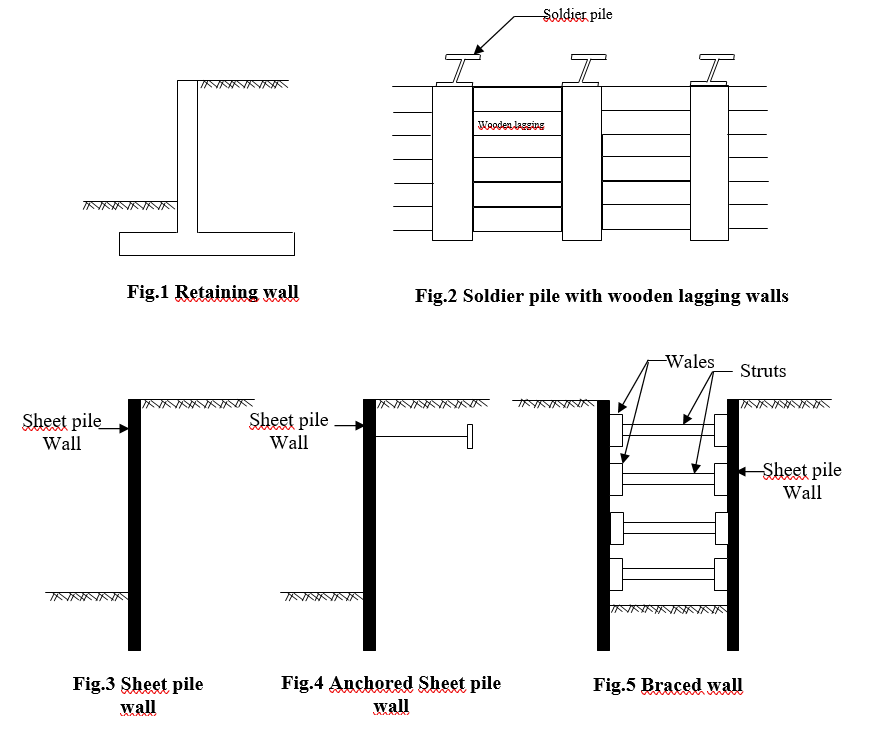 Soldier pile
Wooden lagging
Fig.1 Retaining wall
Fig.2 Soldier pile with wooden lagging walls
Wales
Struts
Sheet pile
Wall
Sheet pile
Wall
Sheet pile
Wall
Fig.3 Sheet pile
wall
Fig.4 Anchored Sheet pile
wall
Fig.5 Braced wall